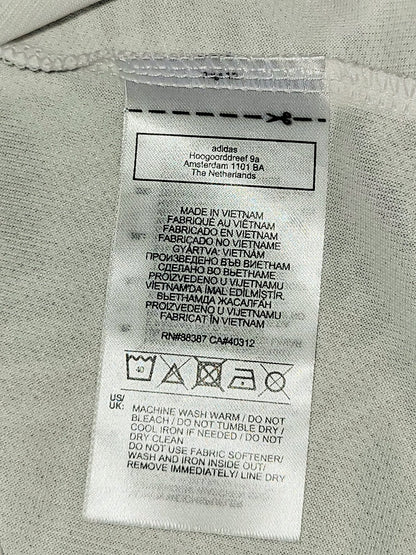 adidas
Hoogoorddreef 9a
Amsterdam 1101 BA
The Netherlands
MADE IN VIETNAM
FABRIQUÉ AU VIÊTNAM
FABRICADO EN VIETNAM
FABRICADO NO VIETNAME
GYÁRTVA: VIETNÁM
ПРОИЗВЕДЕНО ВЪВ ВИЕТНАМ
СДЕЛАНО ВО ВЬЕТНАМЕ
PROIZVEDENO U VIJETNAMU
VIETNAM'DA İMAL EDİLMİŞTİR.
ВЬЕТНАМДА ЖАСАЛҒАН
PROIZVEDENO U VIJETNAMU
FABRICAT ÎN VIETNAM
RN#88387 CA#40312
40
US/
UK:
MACHINE WASH WARM / DO NOT
BLEACH / DO NOT TUMBLE DRY /
COOL IRON IF NEEDED / DO NOT
DRY CLEAN
DO NOT USE FABRIC SOFTENER/
WASH AND IRON INSIDE OUT/
REMOVE IMMEDIATELY/ LINE DRY